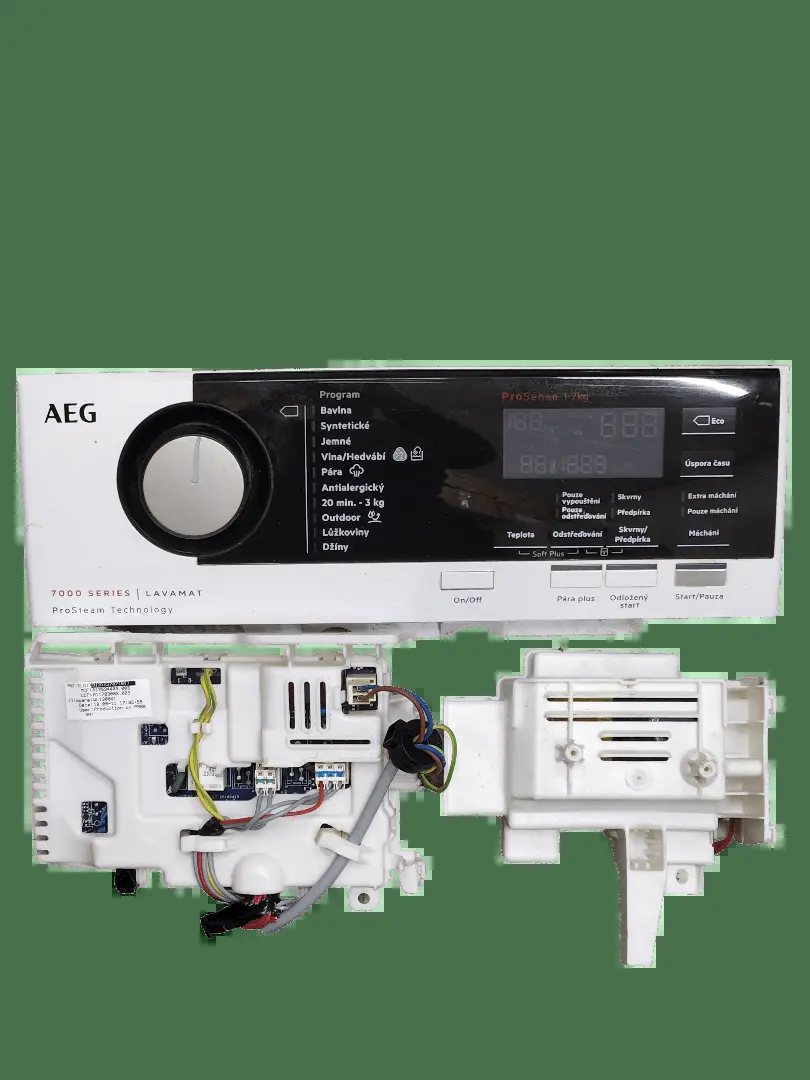 AEG
7000 SERIES | LAVAMAT
ProSteam Technology
Program
Bavlna
Syntetické
Jemné
Vlna/Hedvábí
Pára
Antialergický
20 min. - 3 kg
Outdoor
Lůžkoviny
Džíny
ProSense 1-7kg
Eco
Úspora času
Pouze
vypouštění
Pouze
odstřeďování
Skvrny
Předpírka
Extra máchání
Pouze máchání
Teplota
Odstřeďování
Skvrny/
Předpírka
Máchání
Soft Plus
On/Off
Pára plus
Odložený
start
Start/Pauza